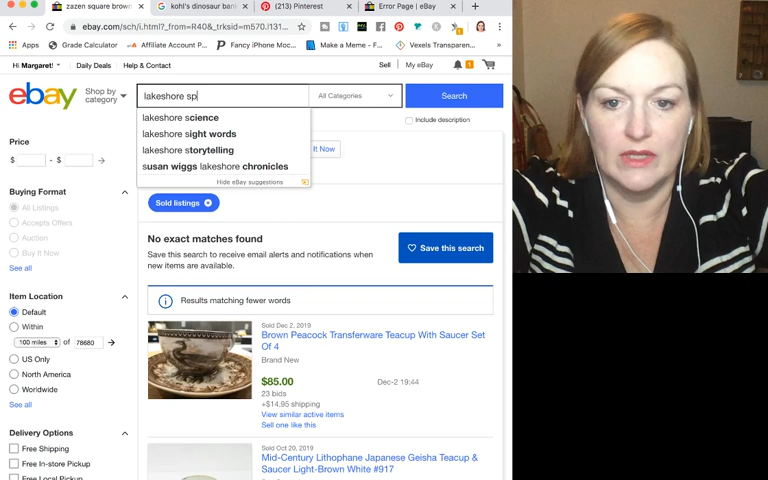 zazen square brown
kohl's dinosaur ban
(213) Pinterest
Error Page | eBay
ebay.com/sch/i.html?_from=R40&_trksid=m570.l131...
Apps
Grade Calculator
Affiliate Account P...
Fancy iPhone Moc...
Make a Meme - F...
Vexels Transparen...
Hi Margaret!
Daily Deals
Help & Contact
Sell
My eBay
ebay
Shop by category
lakeshore sp
All Categories
Search
Include description
lakeshore science
lakeshore sight words
lakeshore storytelling
susan wiggs lakeshore chronicles
Hide eBay suggestions
It Now
Price
$ - $
Buying Format
All Listings
Accepts Offers
Auction
Buy It Now
See all
Item Location
Default
Within
100 miles of 78680
US Only
North America
Worldwide
See all
Delivery Options
Free Shipping
Free In-store Pickup
Free Local Pickup
Sold listings
No exact matches found
Save this search to receive email alerts and notifications when
new items are available.
Save this search
Results matching fewer words
Sold Dec 2, 2019
Brown Peacock Transferware Teacup With Saucer Set
Of 4
Brand New
$85.00
Dec-2 19:44
23 bids
+$14.95 shipping
View similar active items
Sell one like this
Sold Oct 20, 2019
Mid-Century Lithophane Japanese Geisha Teacup &
Saucer Light-Brown White #917